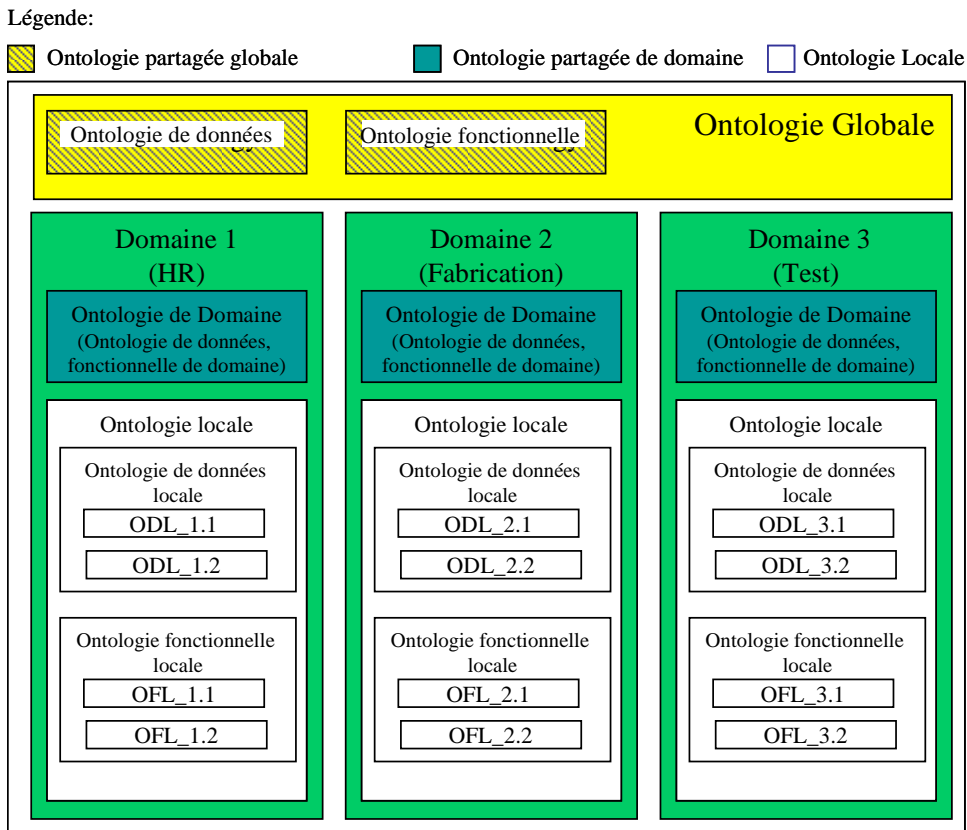 Légende:
Ontologie partagée globale
Ontologie partagée de domaine
Ontologie Locale
Ontologie de données
Ontologie fonctionnelle
Ontologie Globale
Domaine 1
(HR)
Ontologie de Domaine
(Ontologie de données,
fonctionnelle de domaine)
Ontologie locale
Ontologie de données
locale
ODL_1.1
ODL_1.2
Ontologie fonctionnelle
locale
OFL_1.1
OFL_1.2
Domaine 2
(Fabrication)
Ontologie de Domaine
(Ontologie de données,
fonctionnelle de domaine)
Ontologie locale
Ontologie de données
locale
ODL_2.1
ODL_2.2
Ontologie fonctionnelle
locale
OFL_2.1
OFL_2.2
Domaine 3
(Test)
Ontologie de Domaine
(Ontologie de données,
fonctionnelle de domaine)
Ontologie locale
Ontologie de données
locale
ODL_3.1
ODL_3.2
Ontologie fonctionnelle
locale
OFL_3.1
OFL_3.2